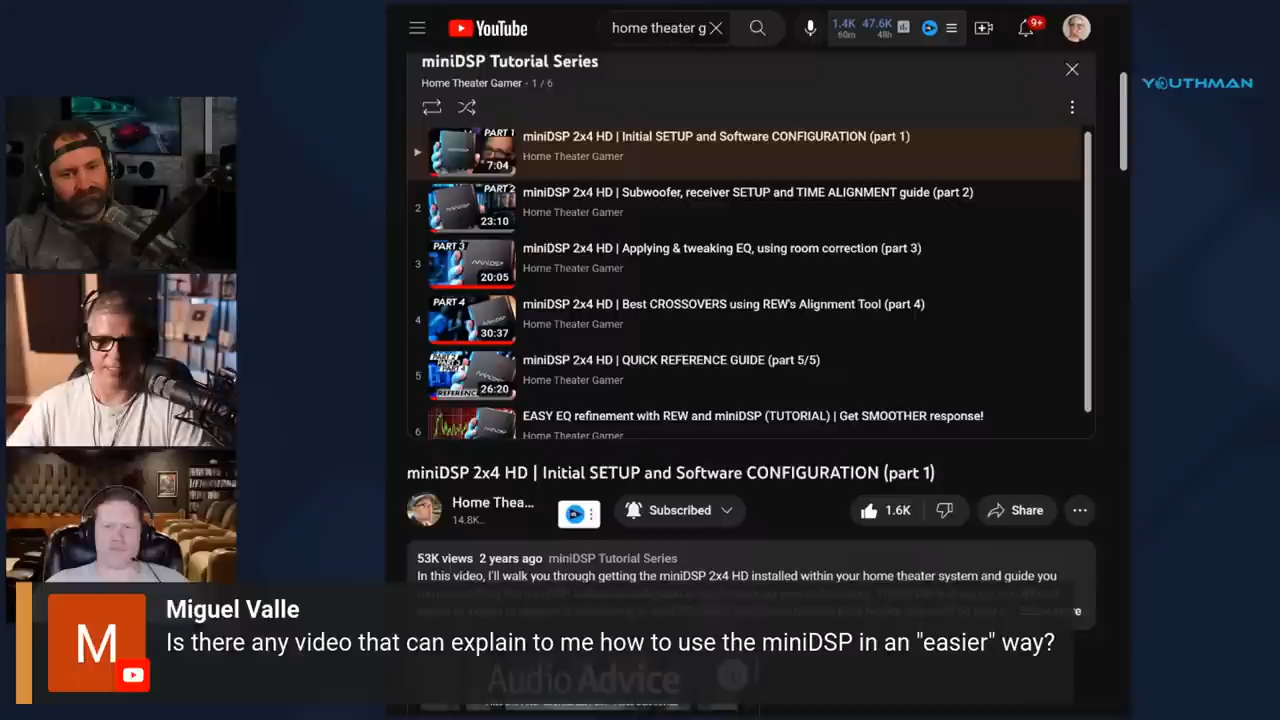 YouTube
home theater g
1.4K 47.6K
60m 48h
9+
miniDSP Tutorial Series
Home Theater Gamer - 1 / 6
YOUTHMAN
PART 1
7:04
miniDSP 2x4 HD | Initial SETUP and Software CONFIGURATION (part 1)
Home Theater Gamer
2
PART 2
23:10
miniDSP 2x4 HD | Subwoofer, receiver SETUP and TIME ALIGNMENT guide (part 2)
Home Theater Gamer
3
PART 3
20:05
miniDSP 2x4 HD | Applying & tweaking EQ, using room correction (part 3)
Home Theater Gamer
4
PART 4
30:37
miniDSP 2x4 HD | Best CROSSOVERS using REW's Alignment Tool (part 4)
Home Theater Gamer
5
26:20
miniDSP 2x4 HD | QUICK REFERENCE GUIDE (part 5/5)
Home Theater Gamer
6
EASY EQ refinement with REW and miniDSP (TUTORIAL) | Get SMOOTHER response!
Home Theater Gamer
miniDSP 2x4 HD | Initial SETUP and Software CONFIGURATION (part 1)
Home Thea...
14.8K..
Subscribed
1.6K
Share
53K views 2 years ago miniDSP Tutorial Series
In this video, I'll walk you through getting the miniDSP 2x4 HD installed within your home theater system and guide you
M
Miguel Valle
Is there any video that can explain to me how to use the miniDSP in an "easier" way?
Audio Advice